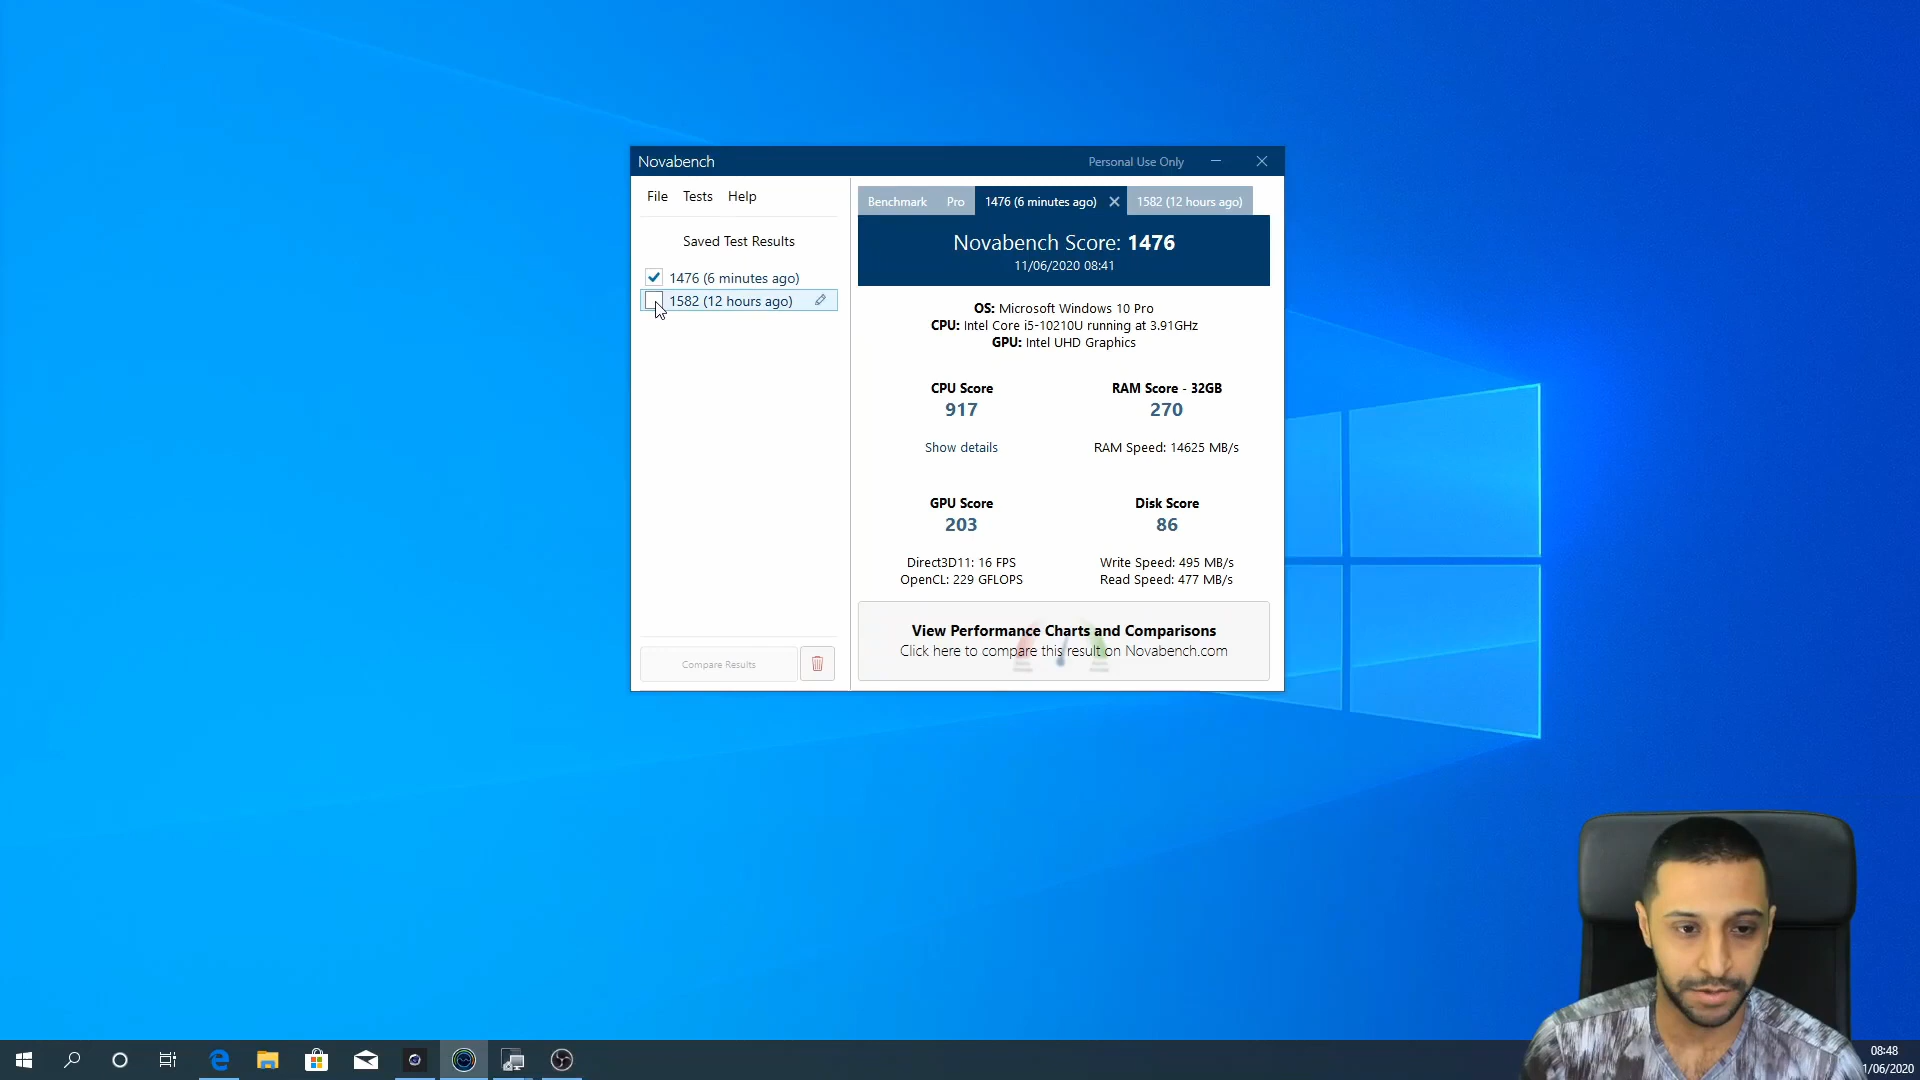 Novabench
Personal Use Only
File Tests Help
Saved Test Results
1476 (6 minutes ago)
1582 (12 hours ago)
Compare Results
Benchmark Pro 1476 (6 minutes ago) 1582 (12 hours ago)
Novabench Score: 1476
11/06/2020 08:41
OS: Microsoft Windows 10 Pro
CPU: Intel Core i5-10210U running at 3.91GHz
GPU: Intel UHD Graphics
CPU Score
917
Show details
RAM Score - 32GB
270
RAM Speed: 14625 MB/s
GPU Score
203
Direct3D11: 16 FPS
OpenCL: 229 GFLOPS
Disk Score
86
Write Speed: 495 MB/s
Read Speed: 477 MB/s
View Performance Charts and Comparisons
Click here to compare this result on Novabench.com
08:48
1/06/2020